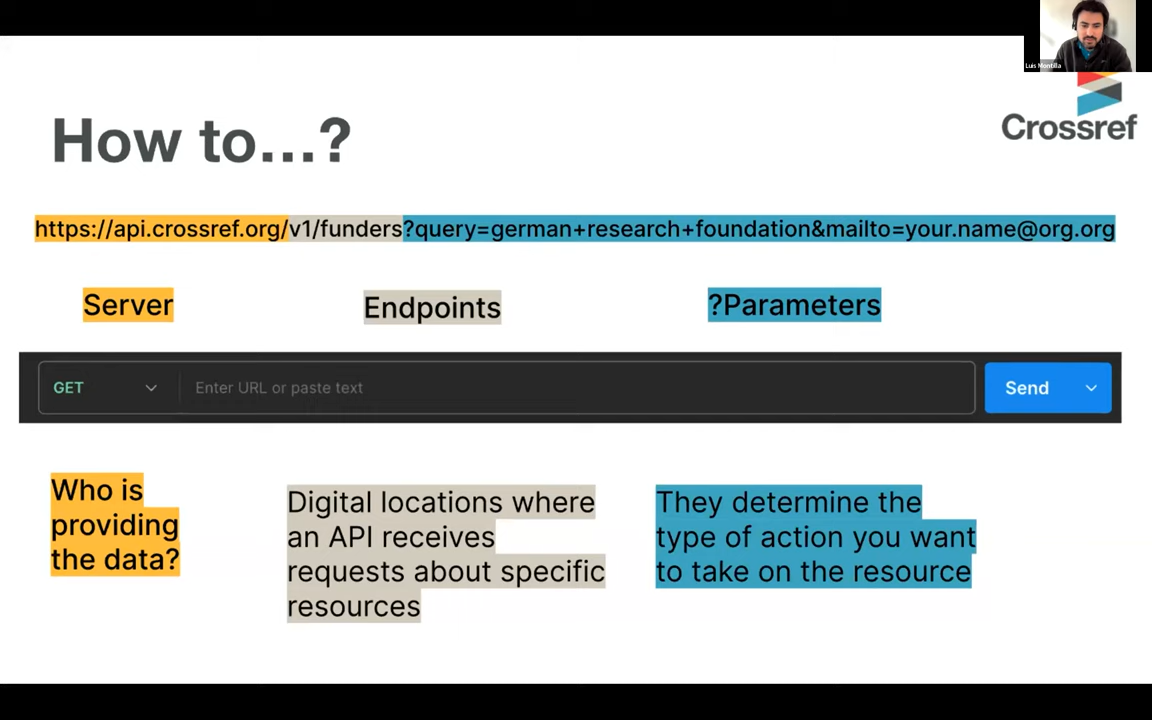 Luis Montilla
Crossref
How to...?
https://api.crossref.org/v1/funders?query=german+research+foundation&mailto=your.name@org.org
Server
Endpoints
?Parameters
GET
Enter URL or paste text
Send
Who is
providing
the data?
Digital locations where
an API receives
requests about specific
resources
They determine the
type of action you want
to take on the resource